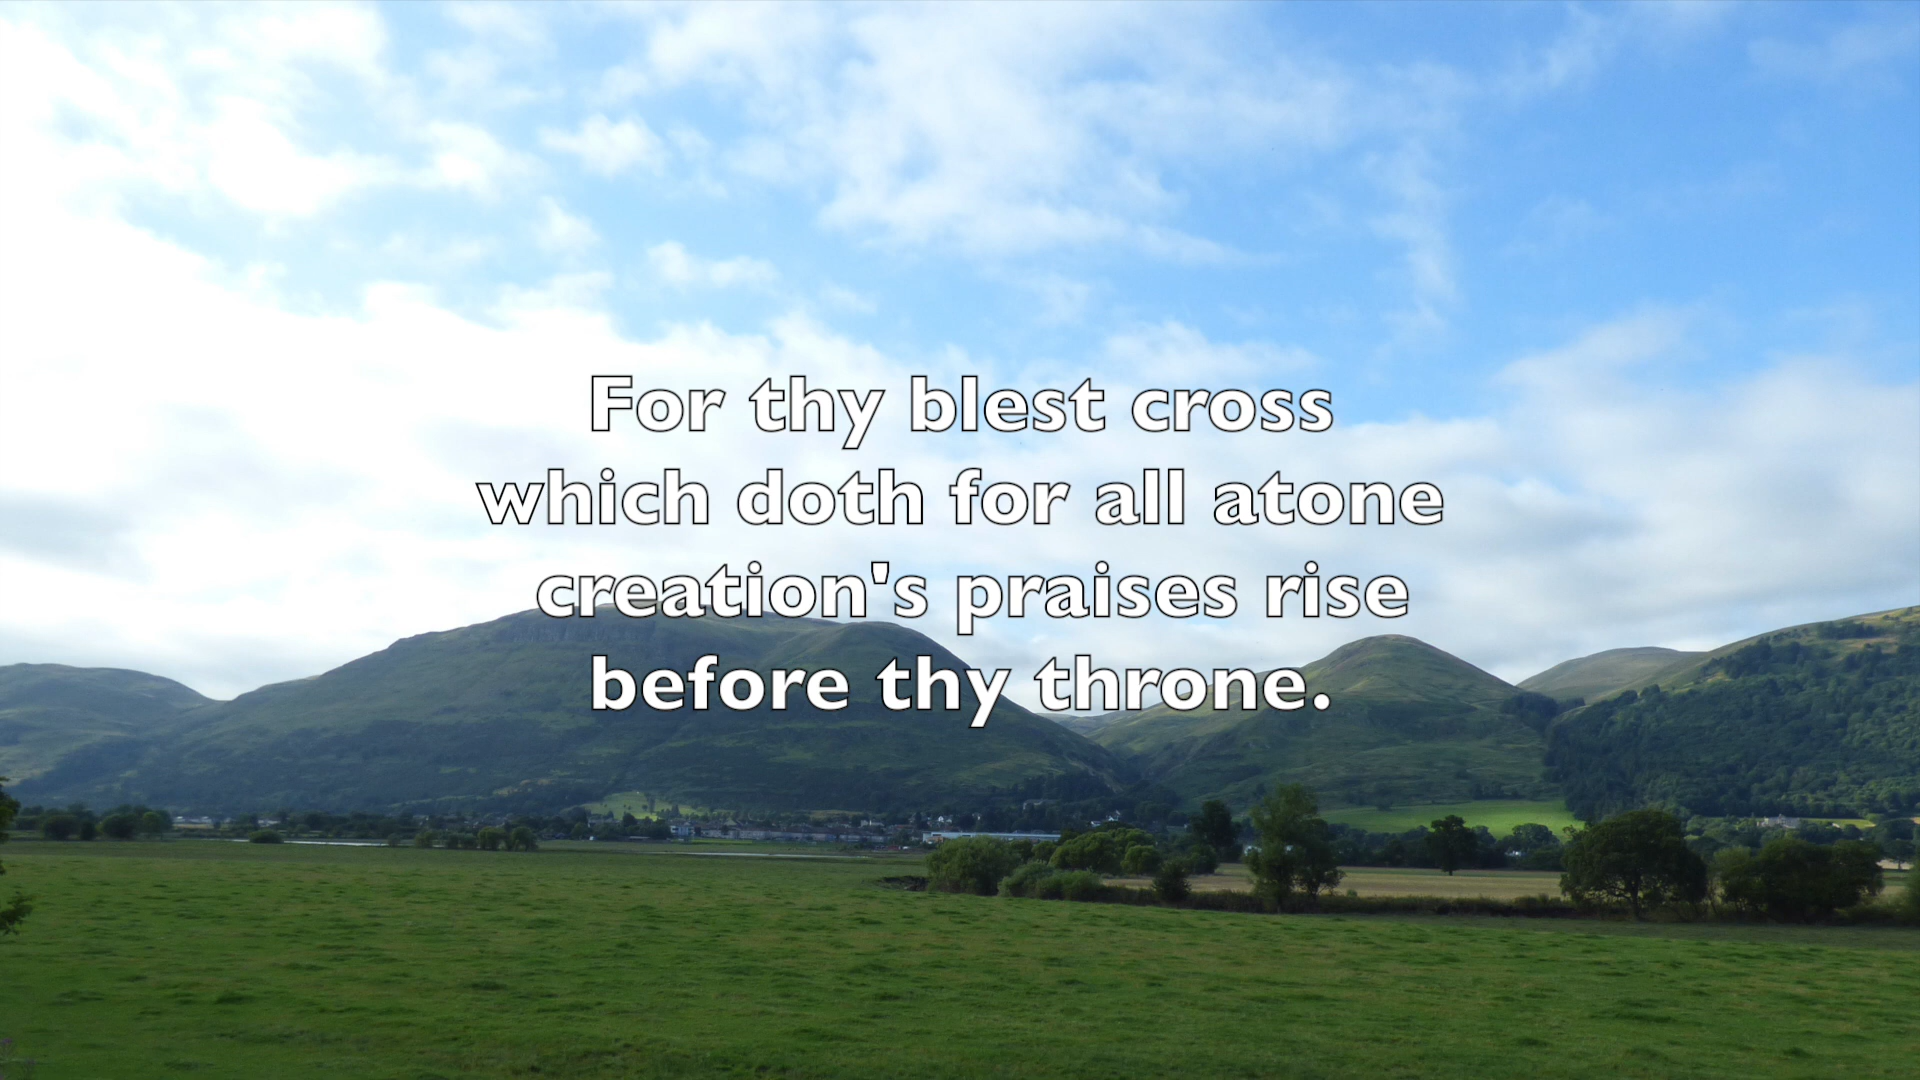 For thy blest cross
which doth for all atone
creation's praises rise
before thy throne.